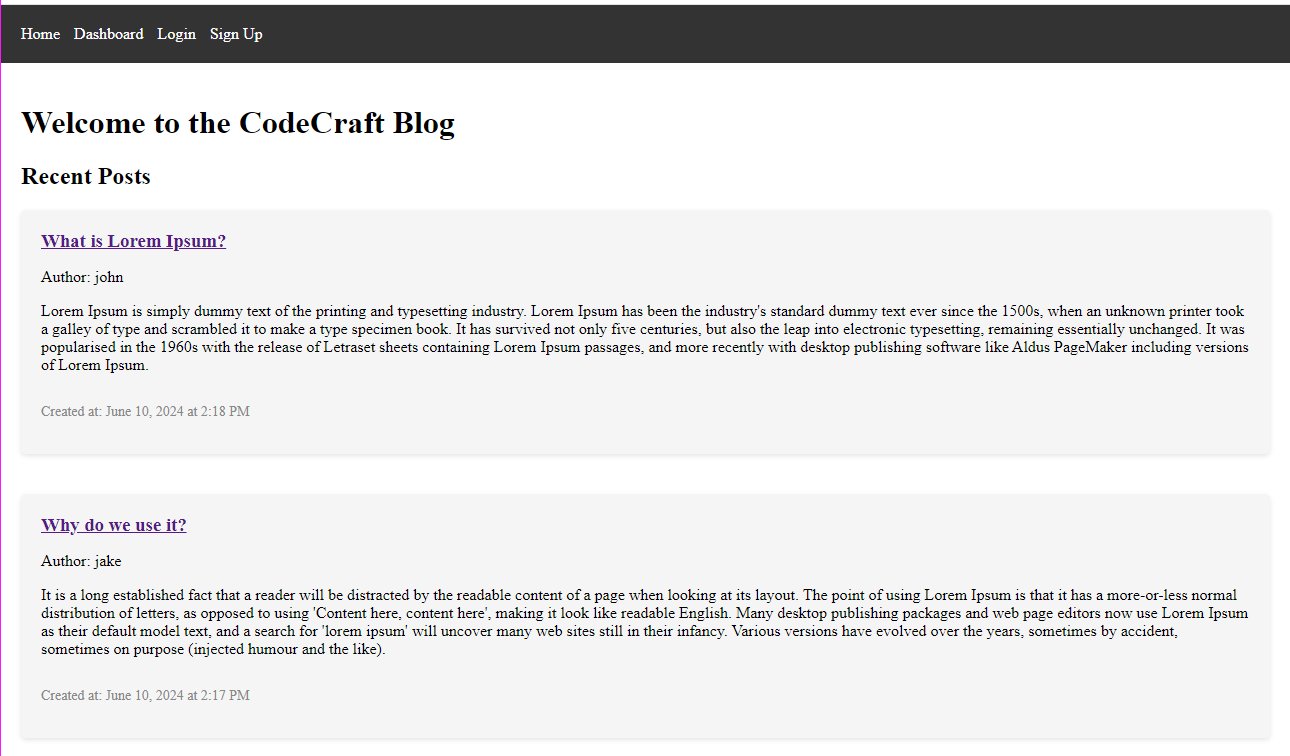 Home Dashboard Login Sign Up
Welcome to the CodeCraft Blog
Recent Posts
What is Lorem Ipsum?
Author: john
Lorem Ipsum is simply dummy text of the printing and typesetting industry. Lorem Ipsum has been the industry's standard dummy text ever since the 1500s, when an unknown printer took
a galley of type and scrambled it to make a type specimen book. It has survived not only five centuries, but also the leap into electronic typesetting, remaining essentially unchanged. It was
popularised in the 1960s with the release of Letraset sheets containing Lorem Ipsum passages, and more recently with desktop publishing software like Aldus PageMaker including versions
of Lorem Ipsum.
Created at: June 10, 2024 at 2:18 PM
Why do we use it?
Author: jake
It is a long established fact that a reader will be distracted by the readable content of a page when looking at its layout. The point of using Lorem Ipsum is that it has a more-or-less normal
distribution of letters, as opposed to using 'Content here, content here', making it look like readable English. Many desktop publishing packages and web page editors now use Lorem Ipsum
as their default model text, and a search for 'lorem ipsum' will uncover many web sites still in their infancy. Various versions have evolved over the years, sometimes by accident,
sometimes on purpose (injected humour and the like).
Created at: June 10, 2024 at 2:17 PM